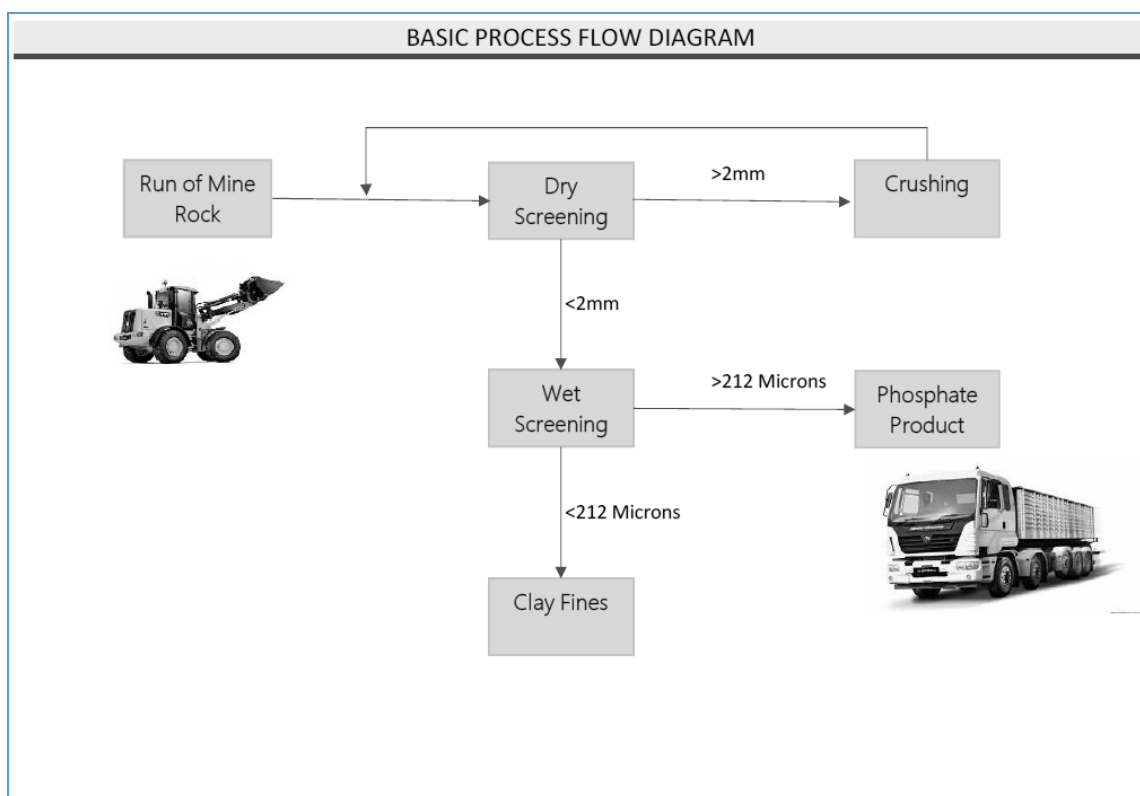 BASIC PROCESS FLOW DIAGRAM
Run of Mine
Rock
Dry
Screening
>2mm
Crushing
<2mm
Wet
Screening
>212 Microns
Phosphate
Product
<212 Microns
Clay Fines